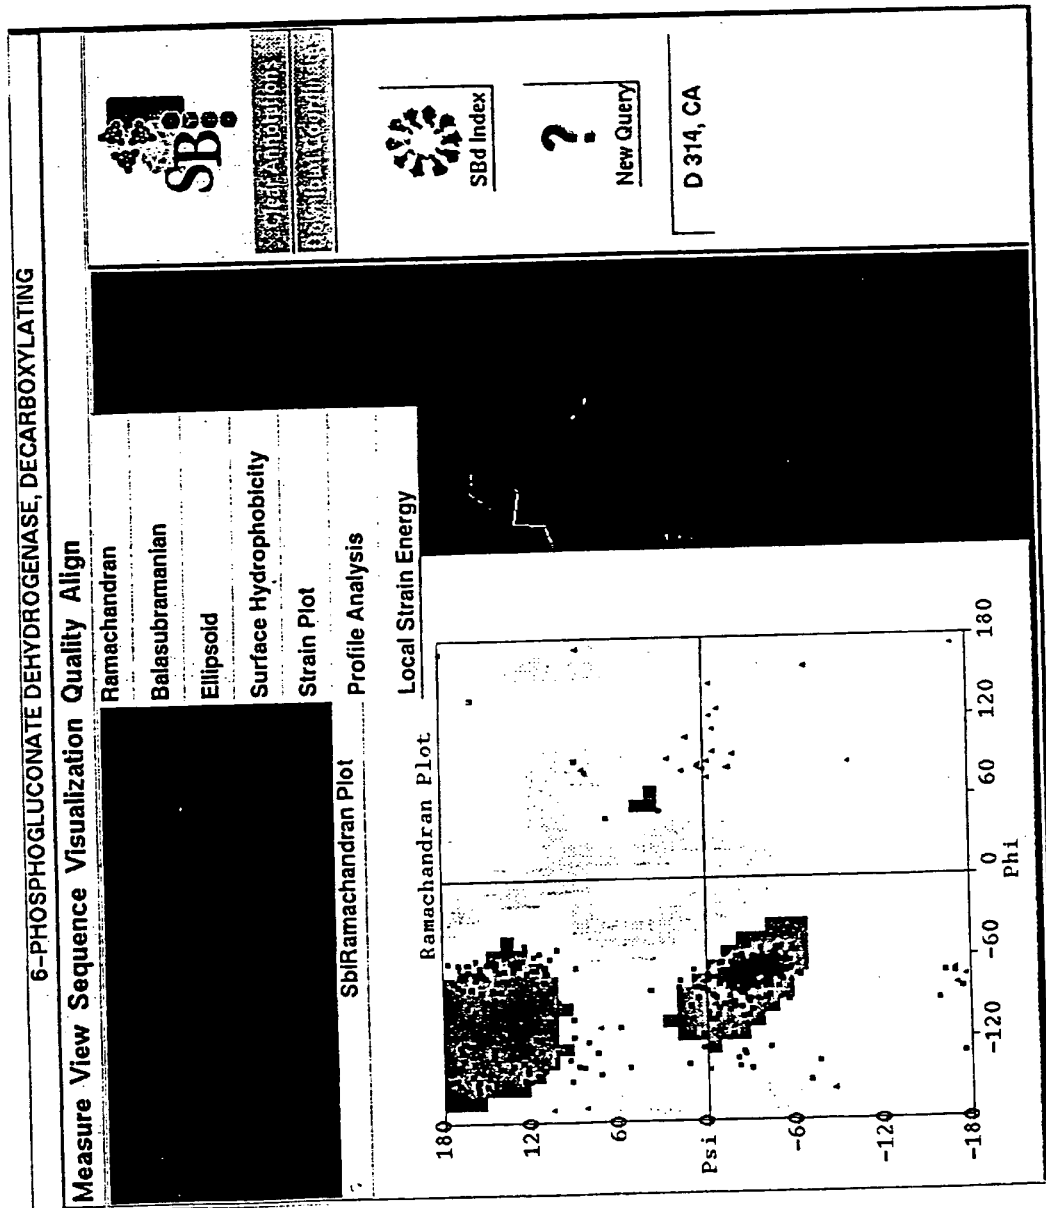 6-PHOSPHOGLUCONATE DEHYDROGENASE, DECARBOXYLATING
Measure View Sequence Visualization Quality Align
Ramachandran
Balasubramanian
Ellipsoid
Surface Hydrophobicity
Strain Plot
Profile Analysis
Local Strain Energy
SblRamachandran Plot
Ramachandran Plot
180
120
60
Psi 0
-60
-120
-180
-120
-60
0
60
120
180
Phi
SBd Index
?
New Query
D 314, CA